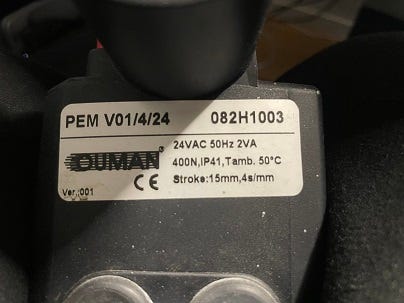 PEM V01/4/24 082H1003
24VAC 50Hz 2VA
OUMAN®
400N,IP41,Tamb. 50°C
CE Stroke:15mm,4s/mm
Ver.:001